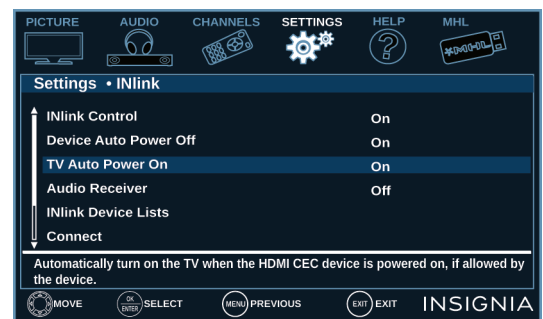 PICTURE AUDIO CHANNELS SETTINGS HELP MHL
MHL
Settings • INlink
INlink Control On
Device Auto Power Off On
TV Auto Power On On
Audio Receiver Off
INlink Device Lists
Connect
Automatically turn on the TV when the HDMI CEC device is powered on, if allowed by
the device.
MOVE OK ENTER SELECT MENU PREVIOUS EXIT EXIT INSIGNIA